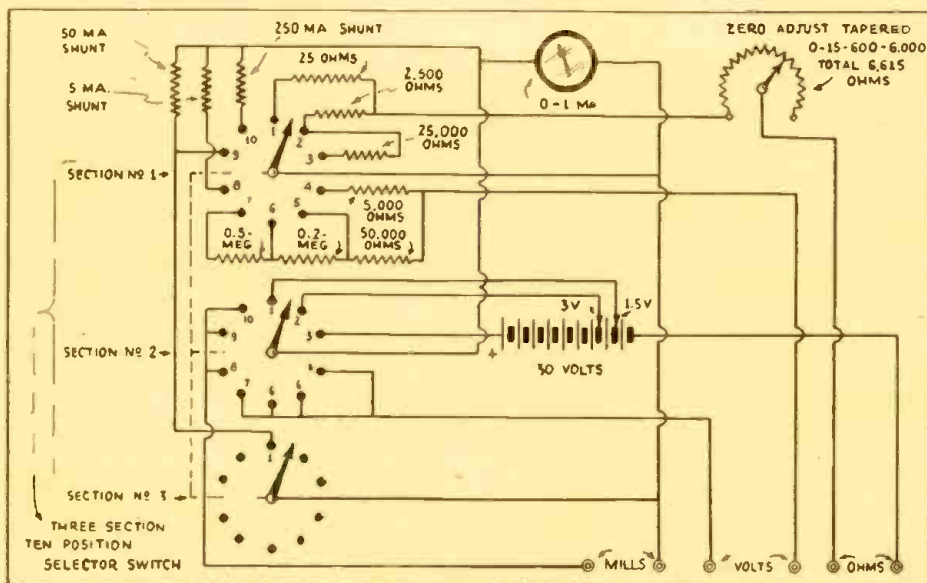 50 MA
SHUNT
250 MA SHUNT
5 MA.
SHUNT
25 OHMS
2,500
OHMS
25,000
OHMS
0-1 MA
ZERO ADJUST TAPERED
0-15-600-6,000
TOTAL 6,615
OHMS
1
2
3
4
5
6
7
8
9
10
SECTION Nº 1
5,000
OHMS
0.5-
MEG
0.2-
MEG
50,000
OHMS
1
2
3
4
6
6
7
8
9
10
SECTION Nº 2
3V
1.5V
+
30 VOLTS
1
SECTION Nº 3
THREE SECTION
TEN POSITION
SELECTOR SWITCH
MILLS
VOLTS
OHMS